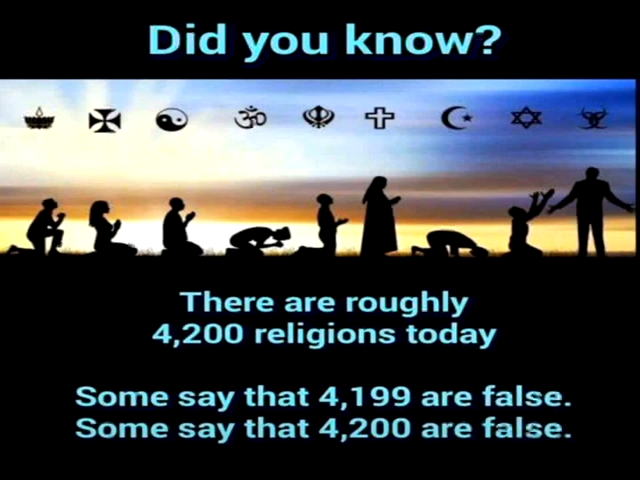 Did you know?
There are roughly
4,200 religions today
Some say that 4,199 are false.
Some say that 4,200 are false.